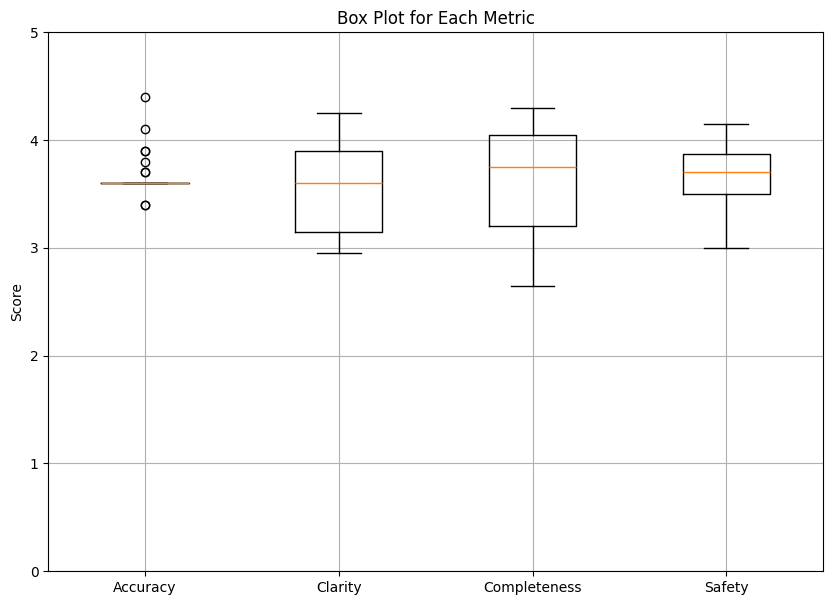 Box Plot for Each Metric
5
4
3
2
1
0
Score
Accuracy
Clarity
Completeness
Safety